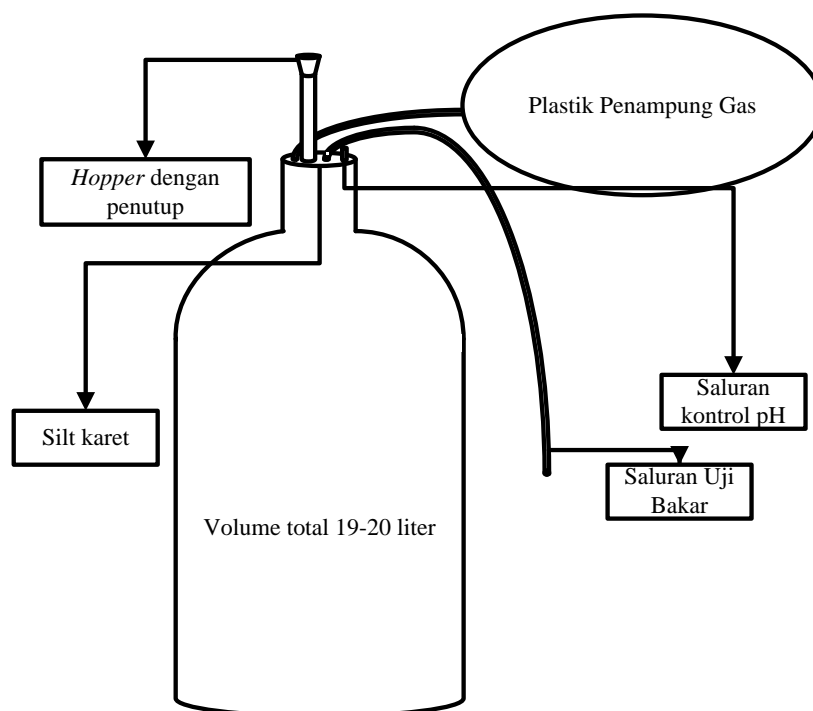 Plastik Penampung Gas
Hopper dengan
penutup
Saluran
kontrol pH
Silt karet
Saluran Uji
Bakar
Volume total 19-20 liter